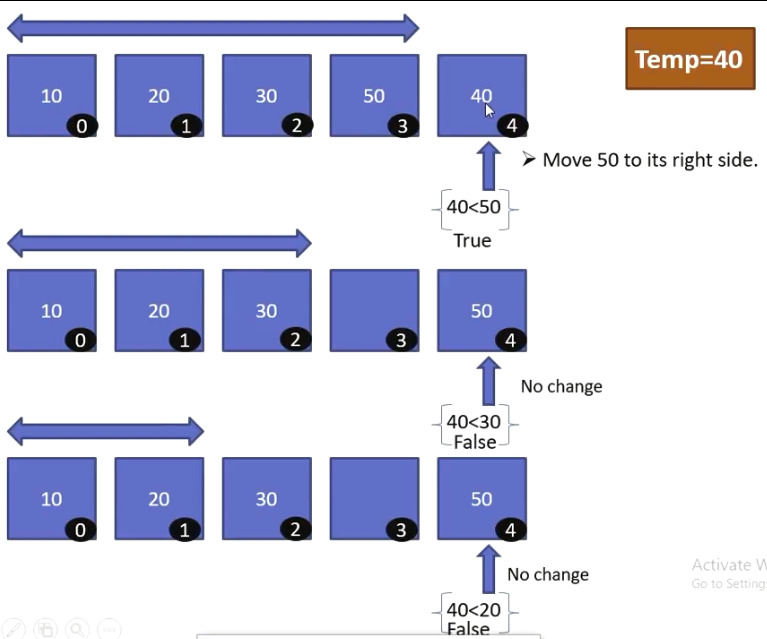 Temp=40
10 20 30 50 40
0 1 2 3 4
➢ Move 50 to its right side.
40<50
True
10 20 30 50
0 1 2 3 4
No change
40<30
False
10 20 30 50
0 1 2 3 4
No change
40<20
False
Activate W
Go to Setting